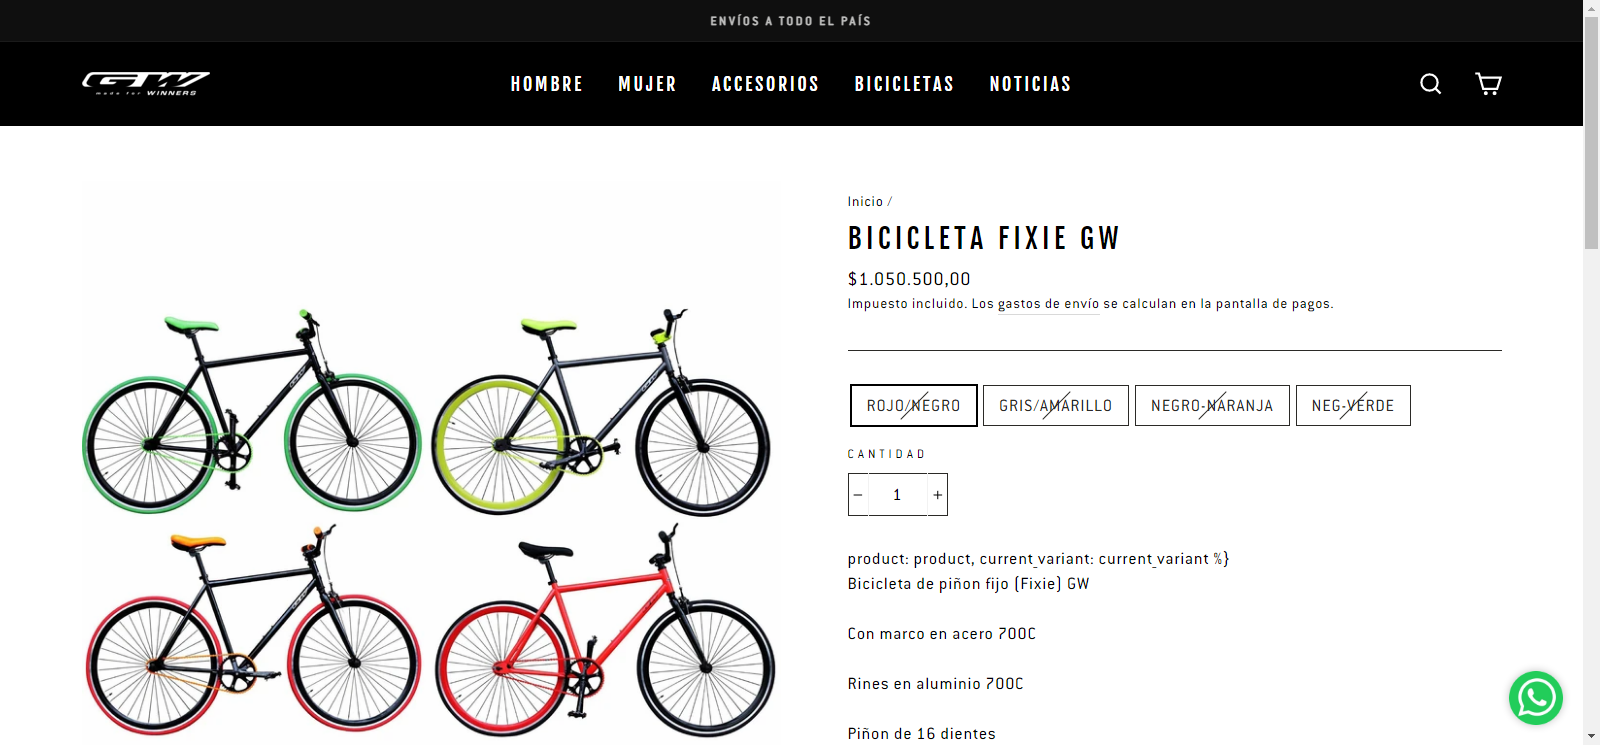 ENVÍOS A TODO EL PAÍS
GW
made for WINNERS
HOMBRE MUJER ACCESORIOS BICICLETAS NOTICIAS
Inicio /
BICICLETA FIXIE GW
$1.050.500,00
Impuesto incluido. Los gastos de envío se calculan en la pantalla de pagos.
ROJO/NEGRO GRIS/AMARILLO NEGRO-NARANJA NEG-VERDE
CANTIDAD
− 1 +
product: product, current_variant: current_variant %}
Bicicleta de piñon fijo (Fixie) GW
Con marco en acero 700C
Rines en aluminio 700C
Piñon de 16 dientes